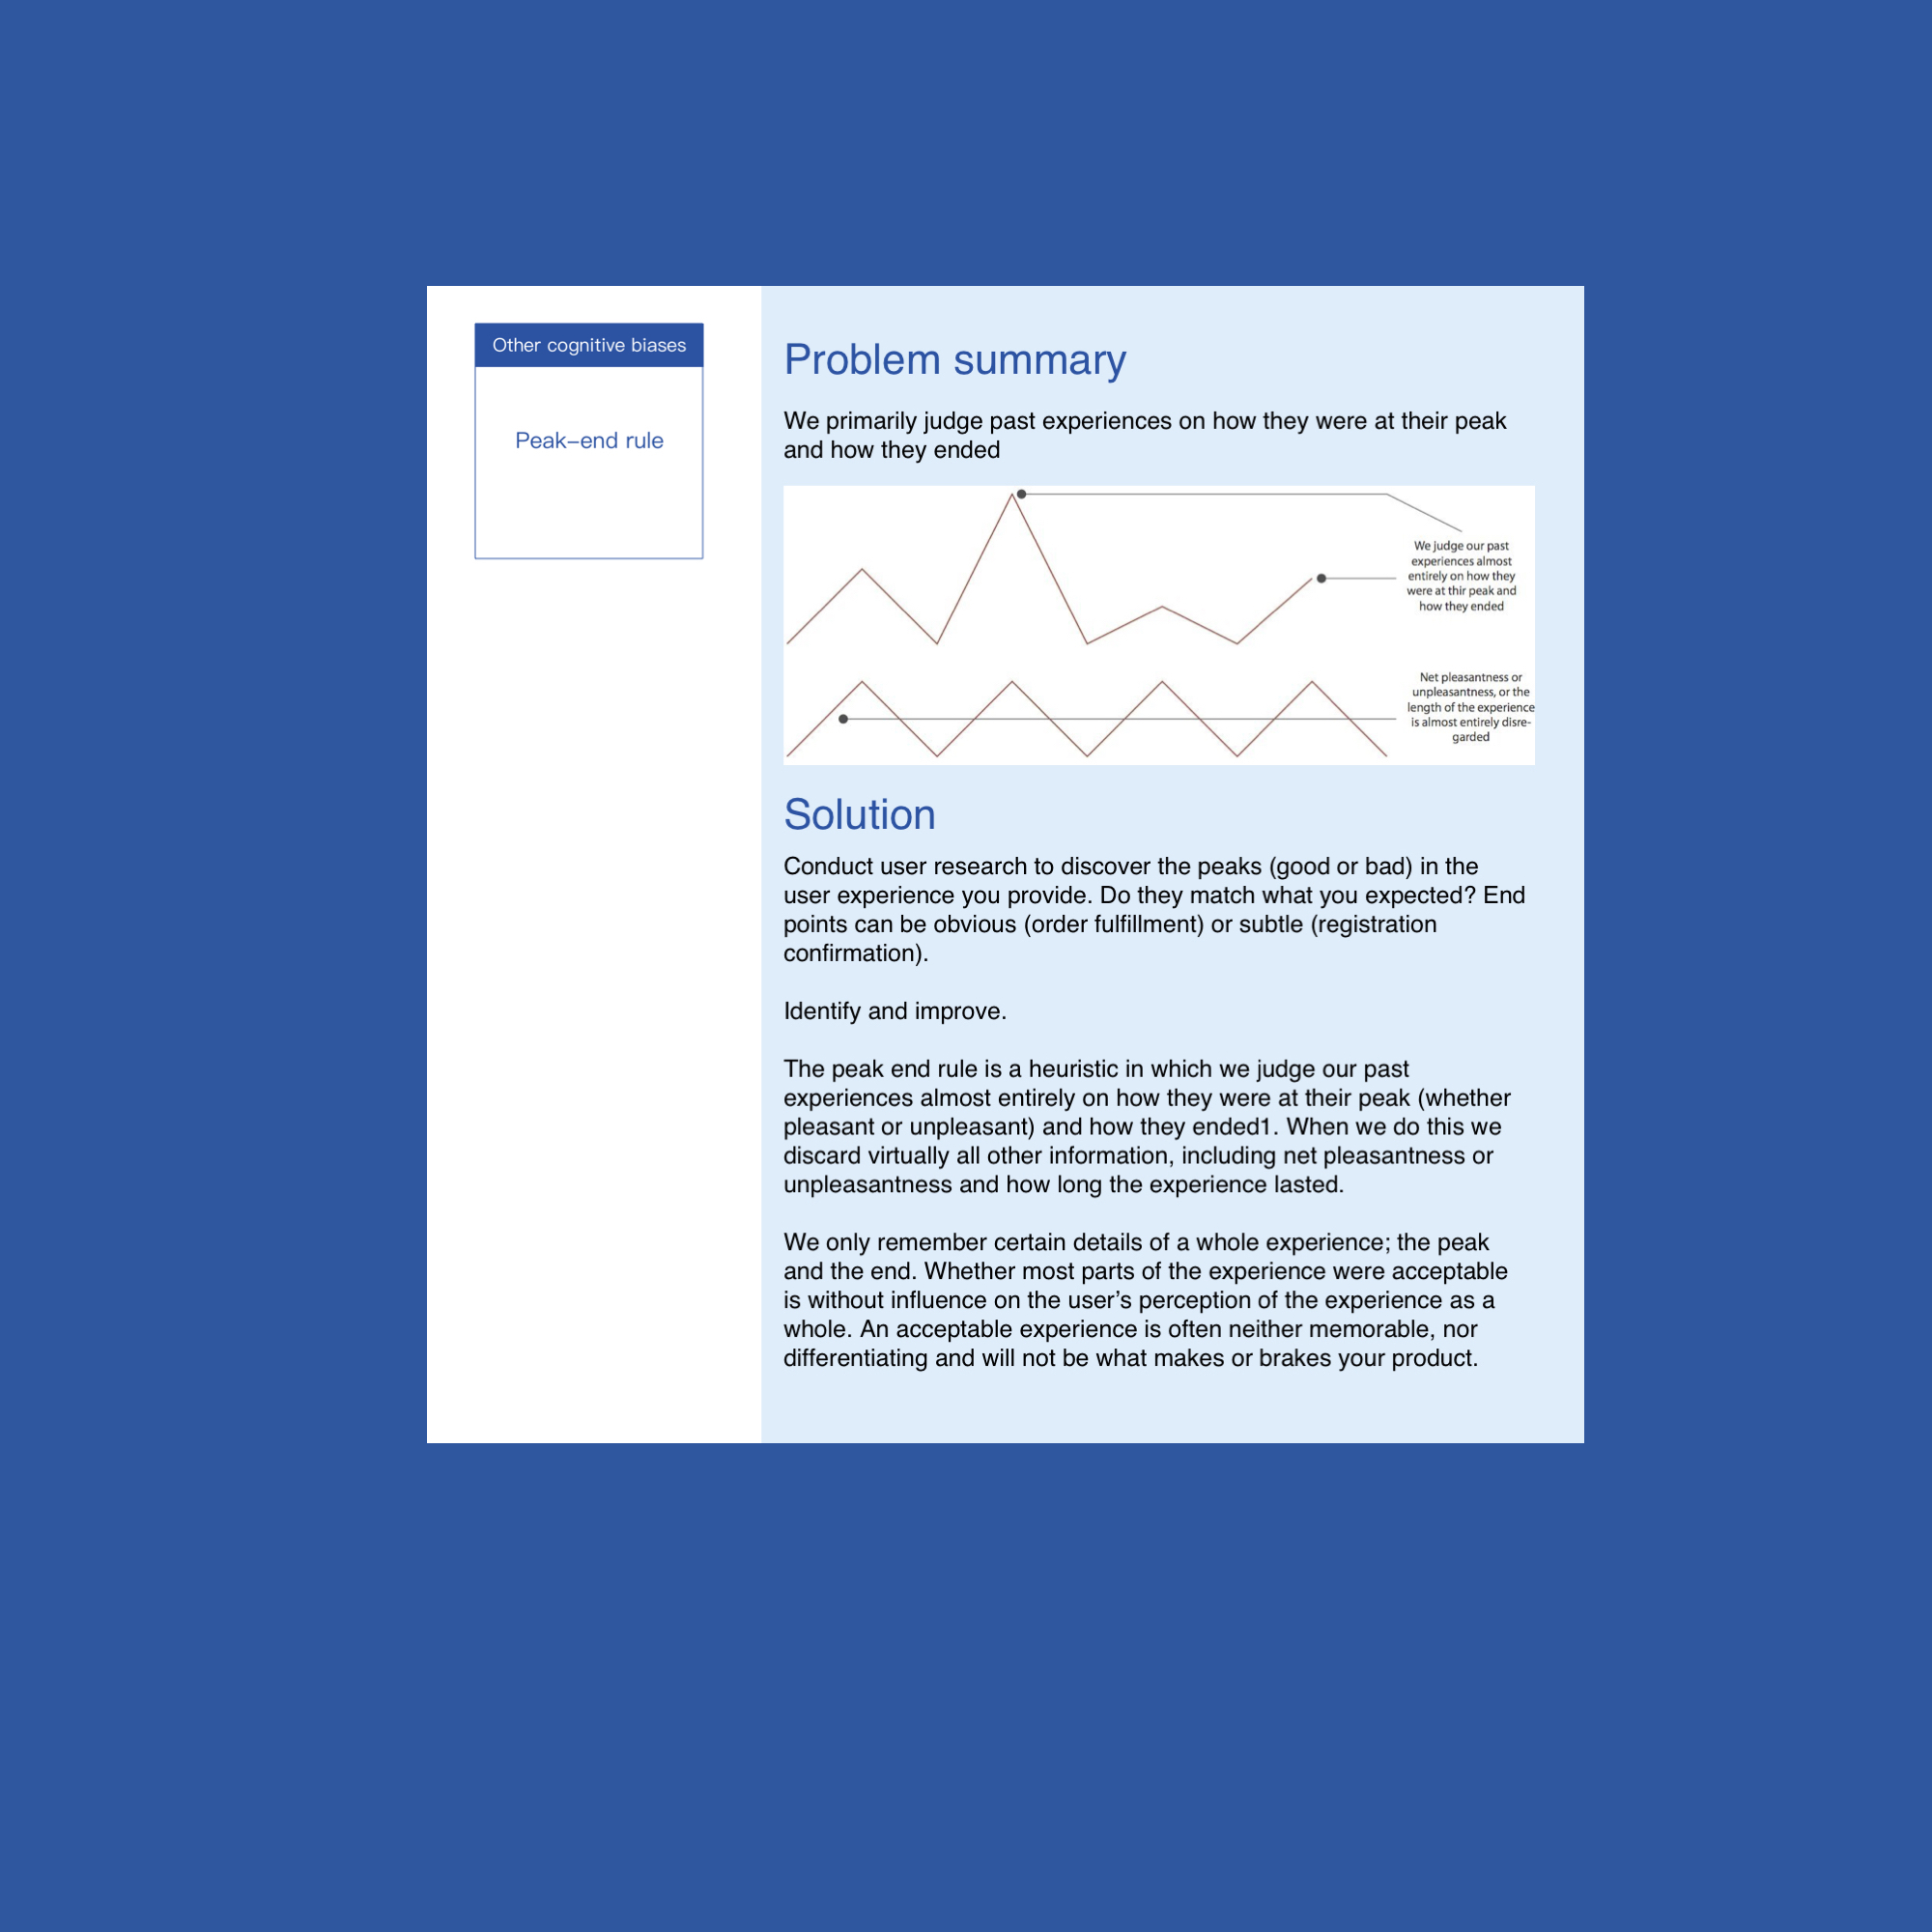 Other cognitive biases
Peak–end rule
Problem summary
We primarily judge past experiences on how they were at their peak
and how they ended
We judge our past
experiences almost
entirely on how they
were at thir peak and
how they ended
Net pleasantness or
unpleasantness, or the
length of the experience
is almost entirely disre-
garded
Solution
Conduct user research to discover the peaks (good or bad) in the
user experience you provide. Do they match what you expected? End
points can be obvious (order fulfillment) or subtle (registration
confirmation).
Identify and improve.
The peak end rule is a heuristic in which we judge our past
experiences almost entirely on how they were at their peak (whether
pleasant or unpleasant) and how they ended1. When we do this we
discard virtually all other information, including net pleasantness or
unpleasantness and how long the experience lasted.
We only remember certain details of a whole experience; the peak
and the end. Whether most parts of the experience were acceptable
is without influence on the user’s perception of the experience as a
whole. An acceptable experience is often neither memorable, nor
differentiating and will not be what makes or brakes your product.